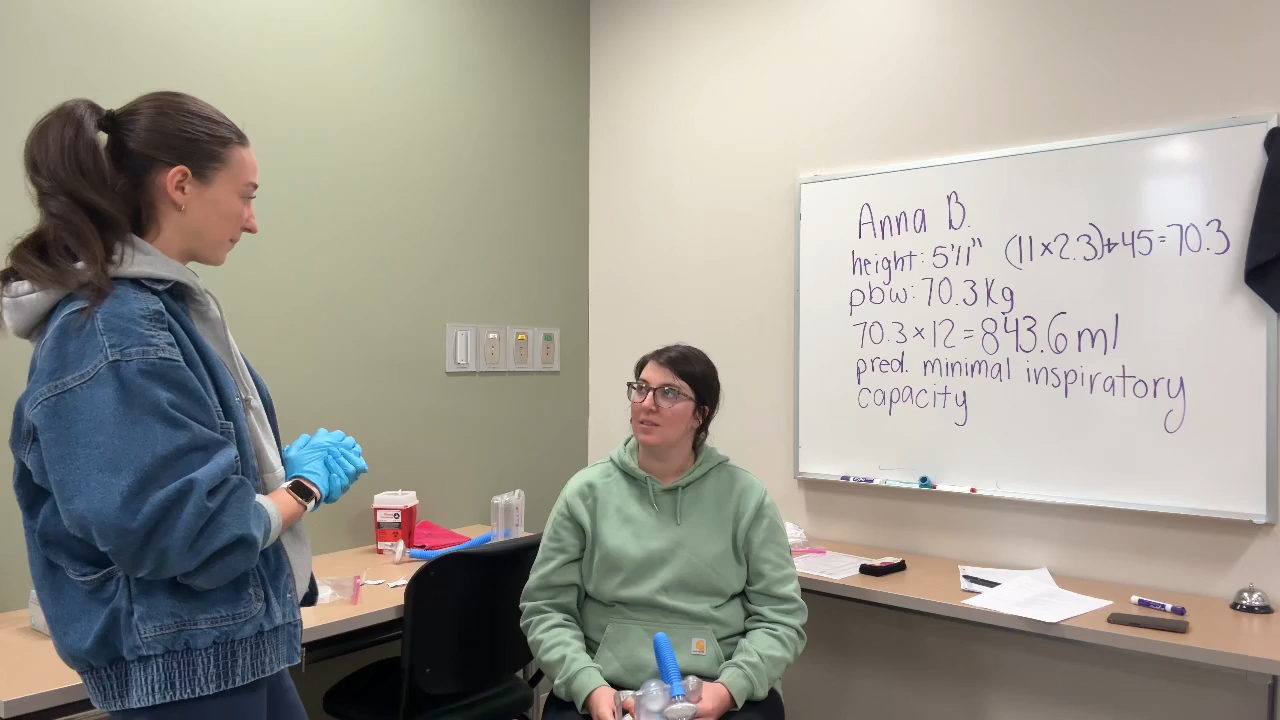 Anna B.
height: 5'11" (11 x 2.3)+45=70.3
pbw: 70.3 Kg
70.3 x 12 = 843.6 ml
pred. minimal inspiratory
capacity